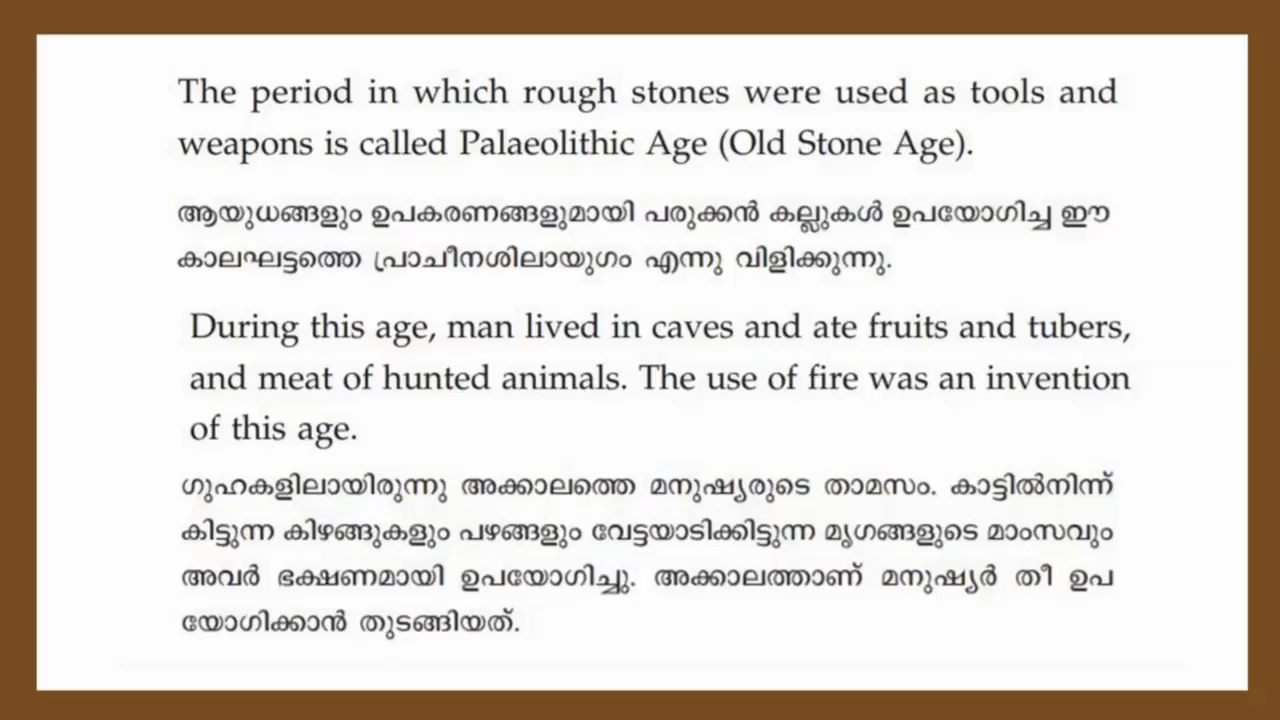 The period in which rough stones were used as tools and
weapons is called Palaeolithic Age (Old Stone Age).
ആയുധങ്ങളും ഉപകരണങ്ങളുമായി പരുക്കൻ കല്ലുകൾ ഉപയോഗിച്ച ഈ
കാലഘട്ടത്തെ പ്രാചീനശിലായുഗം എന്നു വിളിക്കുന്നു.
During this age, man lived in caves and ate fruits and tubers,
and meat of hunted animals. The use of fire was an invention
of this age.
ഗുഹകളിലായിരുന്നു അക്കാലത്തെ മനുഷ്യരുടെ താമസം. കാട്ടിൽനിന്ന്
കിട്ടുന്ന കിഴങ്ങുകളും പഴങ്ങളും വേട്ടയാടിക്കിട്ടുന്ന മൃഗങ്ങളുടെ മാംസവും
അവർ ഭക്ഷണമായി ഉപയോഗിച്ചു. അക്കാലത്താണ് മനുഷ്യർ തീ ഉപ
യോഗിക്കാൻ തുടങ്ങിയത്.